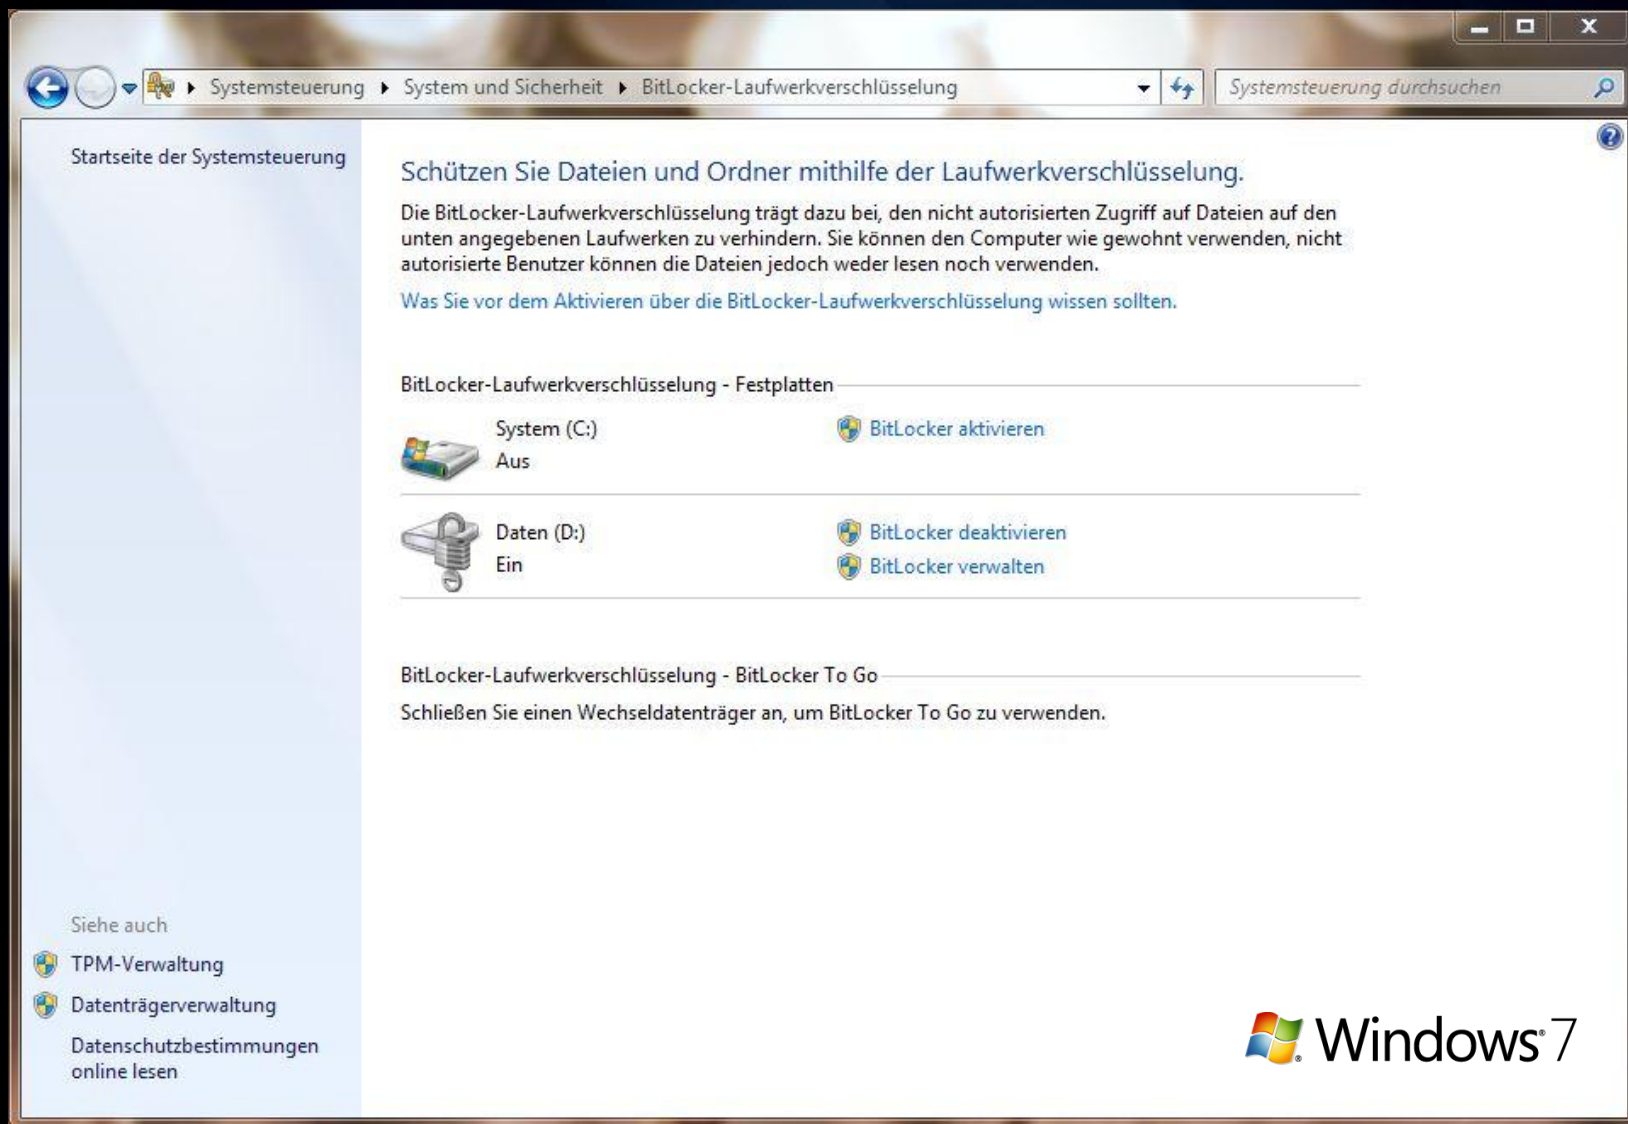 Systemsteuerung System und Sicherheit BitLocker-Laufwerkverschlüsselung
Systemsteuerung durchsuchen
Startseite der Systemsteuerung
Schützen Sie Dateien und Ordner mithilfe der Laufwerkverschlüsselung.
Die BitLocker-Laufwerkverschlüsselung trägt dazu bei, den nicht autorisierten Zugriff auf Dateien auf den
unten angegebenen Laufwerken zu verhindern. Sie können den Computer wie gewohnt verwenden, nicht
autorisierte Benutzer können die Dateien jedoch weder lesen noch verwenden.
Was Sie vor dem Aktivieren über die BitLocker-Laufwerkverschlüsselung wissen sollten.
BitLocker-Laufwerkverschlüsselung - Festplatten
System (C:)
BitLocker aktivieren
Aus
Daten (D:)
BitLocker deaktivieren
Ein
BitLocker verwalten
BitLocker-Laufwerkverschlüsselung - BitLocker To Go
Schließen Sie einen Wechseldatenträger an, um BitLocker To Go zu verwenden.
Siehe auch
TPM-Verwaltung
Datenträgerverwaltung
Datenschutzbestimmungen
online lesen
Windows 7